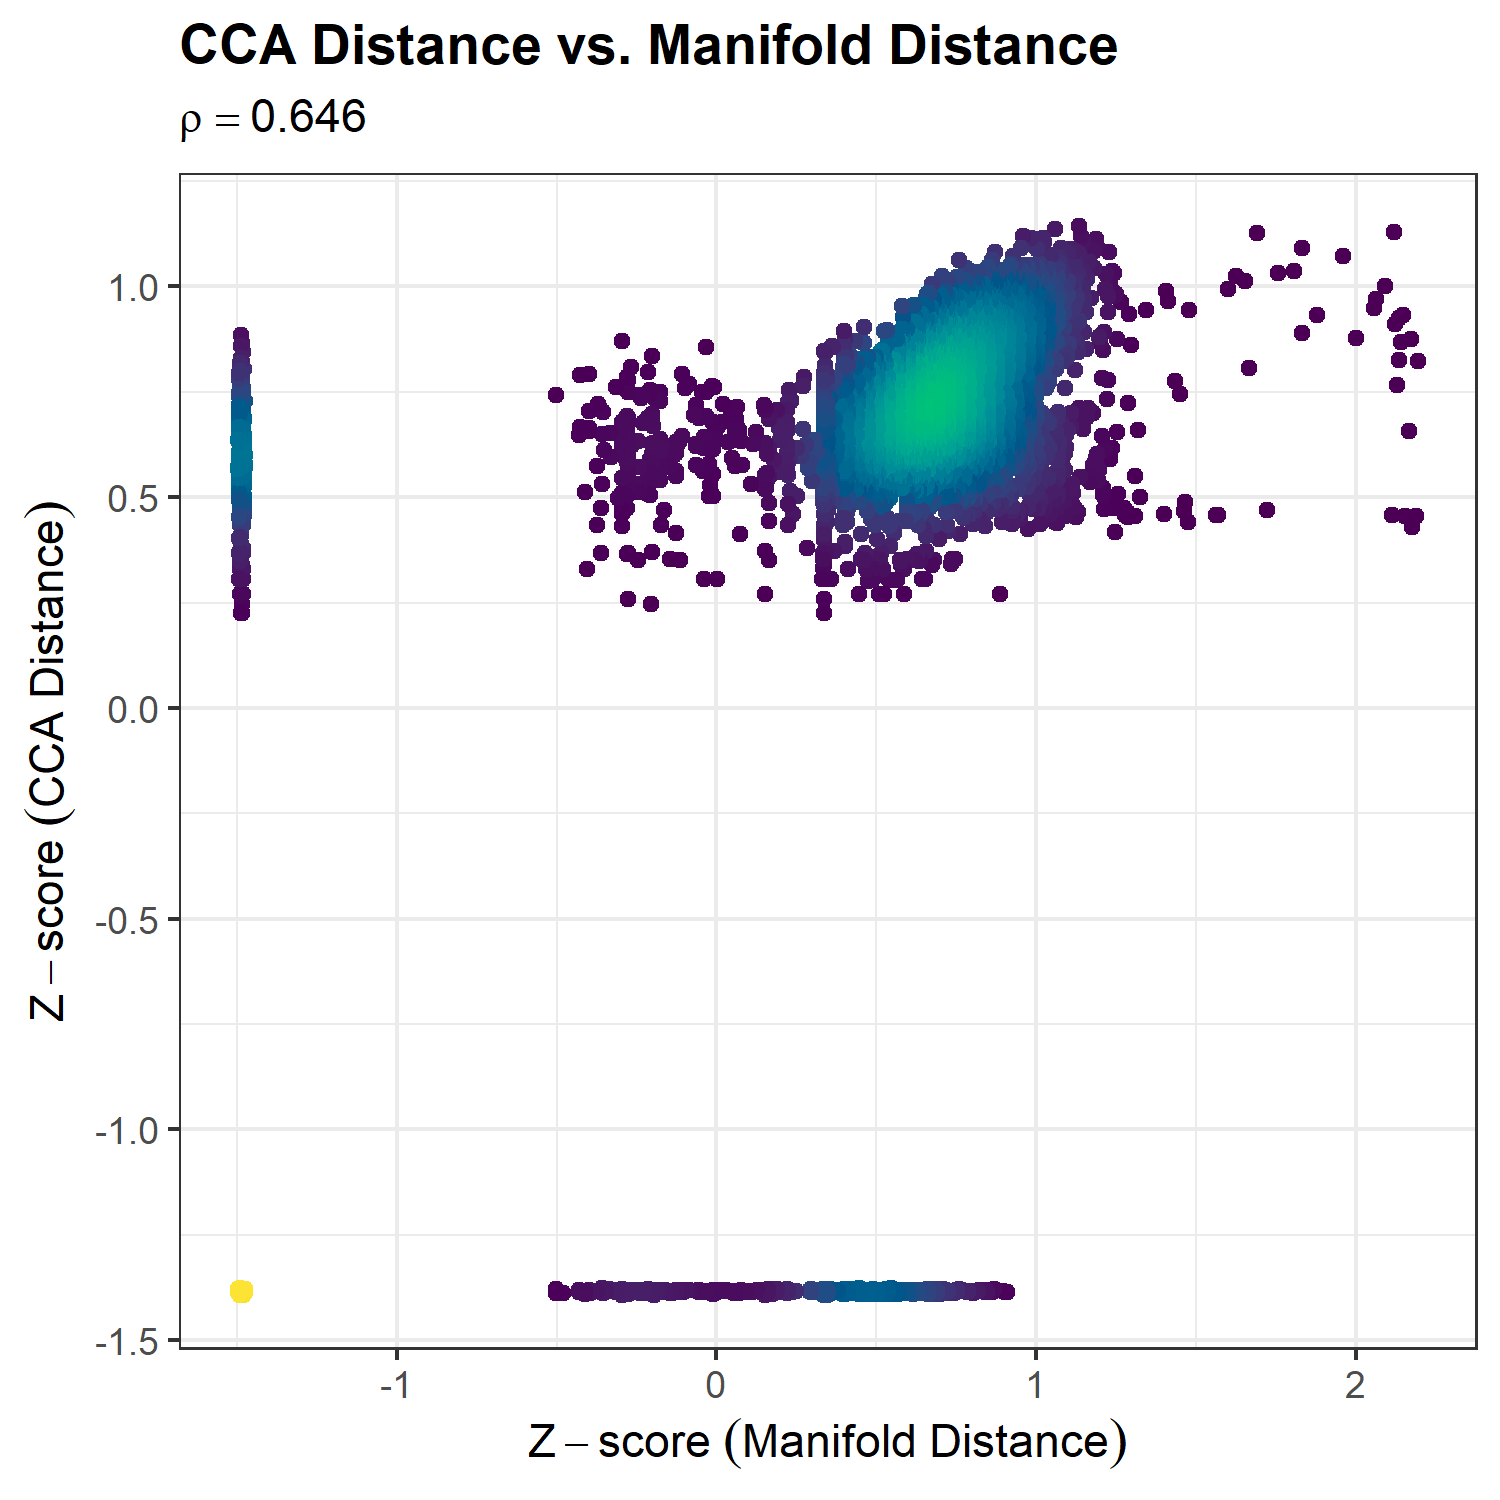 CCA Distance vs. Manifold Distance
ρ = 0.646
Z − score (CCA Distance)
1.0
0.5
0.0
-0.5
-1.0
-1.5
-1
0
1
2
Z − score (Manifold Distance)